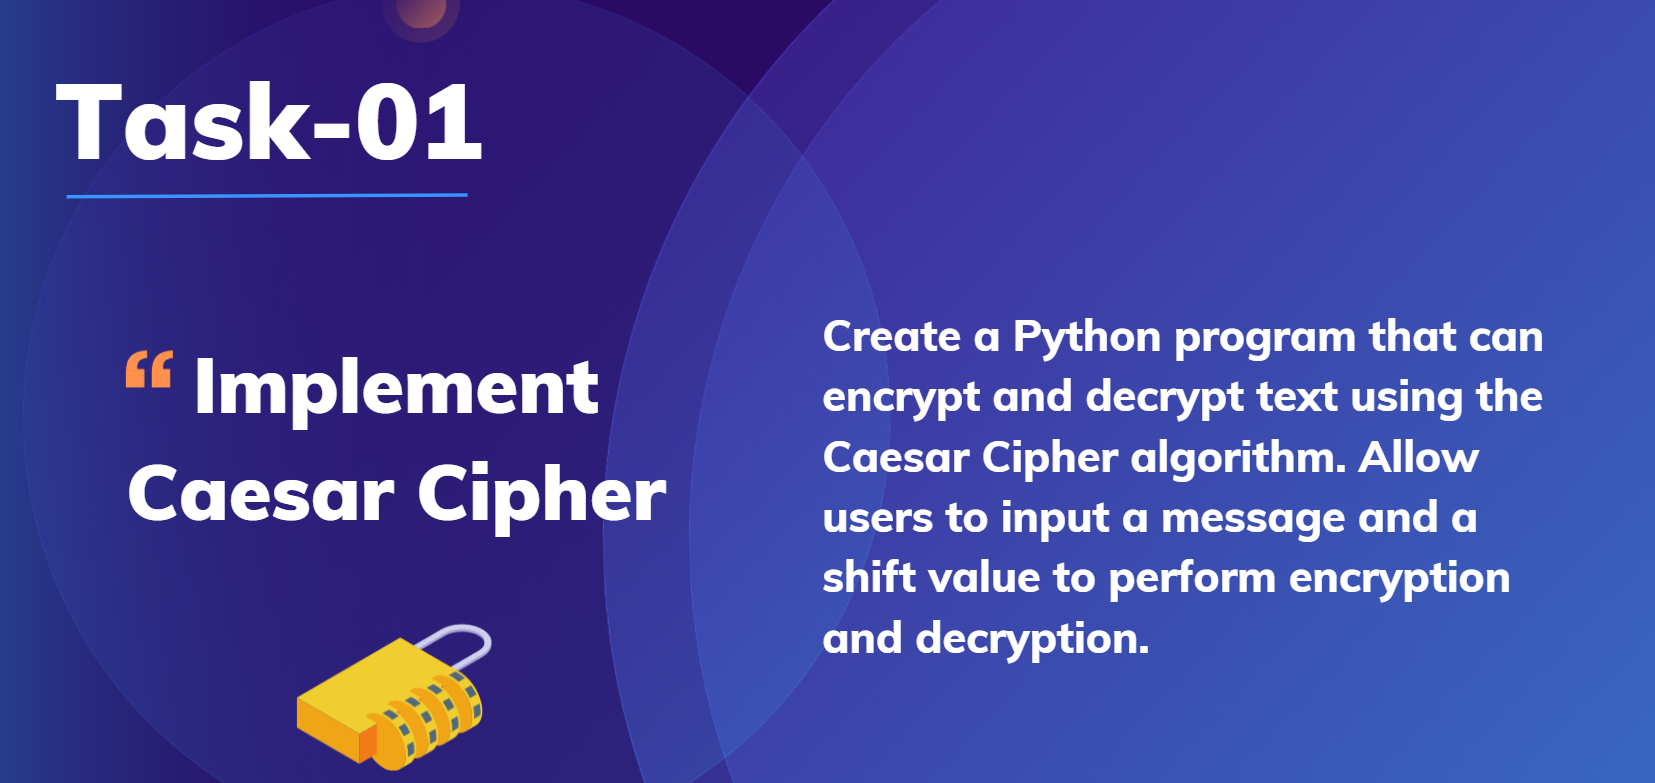 Task-01
“ Implement
Caesar Cipher
Create a Python program that can
encrypt and decrypt text using the
Caesar Cipher algorithm. Allow
users to input a message and a
shift value to perform encryption
and decryption.